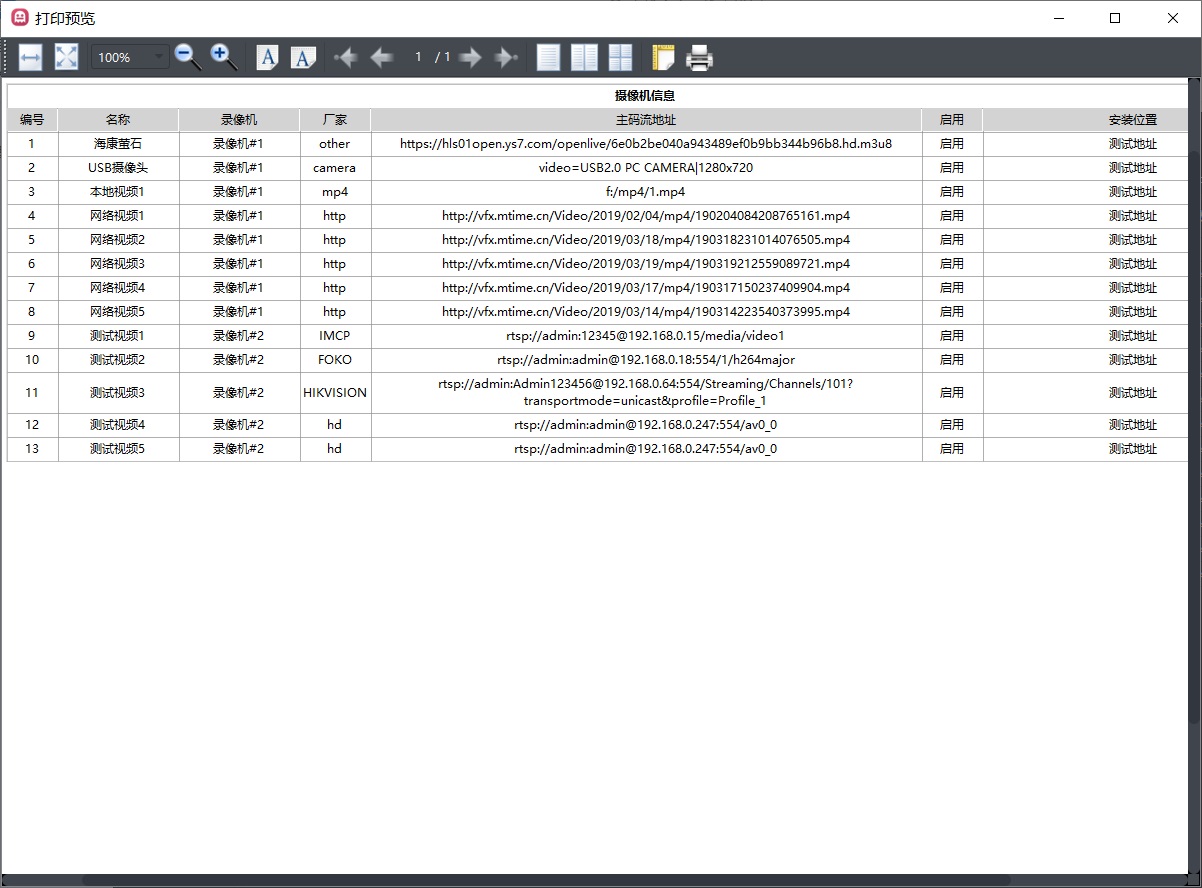 打印预览
100% 1 / 1
摄像机信息
编号 名称 录像机 厂家 主码流地址 启用 安装位置
1 海康萤石 录像机#1 other https://hls01open.ys7.com/openlive/6e0b2be040a943489ef0b9bb344b96b8.hd.m3u8 启用 测试地址
2 USB摄像头 录像机#1 camera video=USB2.0 PC CAMERA|1280x720 启用 测试地址
3 本地视频1 录像机#1 mp4 f:/mp4/1.mp4 启用 测试地址
4 网络视频1 录像机#1 http http://vfx.mtime.cn/Video/2019/02/04/mp4/190204084208765161.mp4 启用 测试地址
5 网络视频2 录像机#1 http http://vfx.mtime.cn/Video/2019/03/18/mp4/190318231014076505.mp4 启用 测试地址
6 网络视频3 录像机#1 http http://vfx.mtime.cn/Video/2019/03/19/mp4/190319212559089721.mp4 启用 测试地址
7 网络视频4 录像机#1 http http://vfx.mtime.cn/Video/2019/03/17/mp4/190317150237409904.mp4 启用 测试地址
8 网络视频5 录像机#1 http http://vfx.mtime.cn/Video/2019/03/14/mp4/190314223540373995.mp4 启用 测试地址
9 测试视频1 录像机#2 IMCP rtsp://admin:12345@192.168.0.15/media/video1 启用 测试地址
10 测试视频2 录像机#2 FOKO rtsp://admin:admin@192.168.0.18:554/1/h264major 启用 测试地址
11 测试视频3 录像机#2 HIKVISION rtsp://admin:Admin123456@192.168.0.64:554/Streaming/Channels/101?
transportmode=unicast&profile=Profile_1 启用 测试地址
12 测试视频4 录像机#2 hd rtsp://admin:admin@192.168.0.247:554/av0_0 启用 测试地址
13 测试视频5 录像机#2 hd rtsp://admin:admin@192.168.0.247:554/av0_0 启用 测试地址